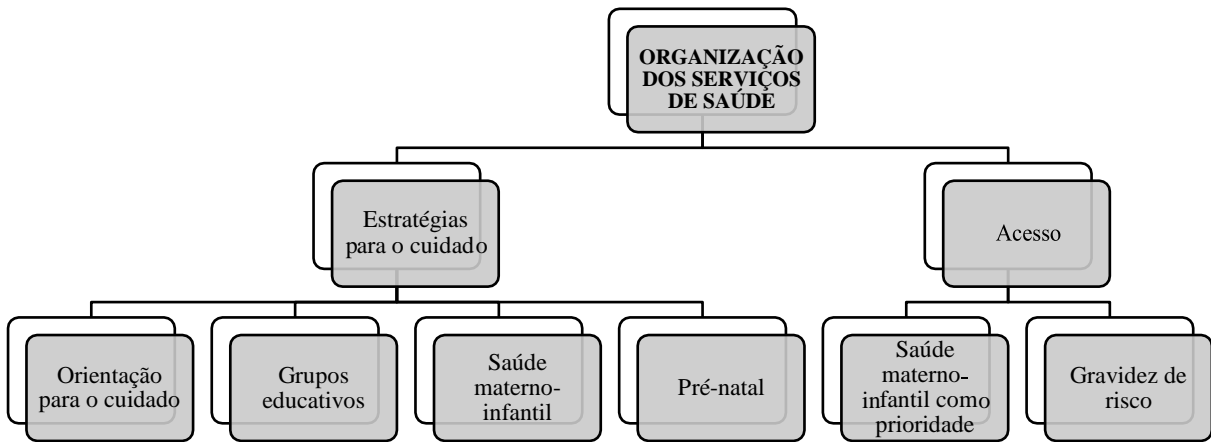 ORGANIZAÇÃO
DOS SERVIÇOS
DE SAÚDE
Estratégias
para o cuidado
Acesso
Orientação
para o cuidado
Grupos
educativos
Saúde
materno-
infantil
Pré-natal
Saúde
materno-
infantil como
prioridade
Gravidez de
risco